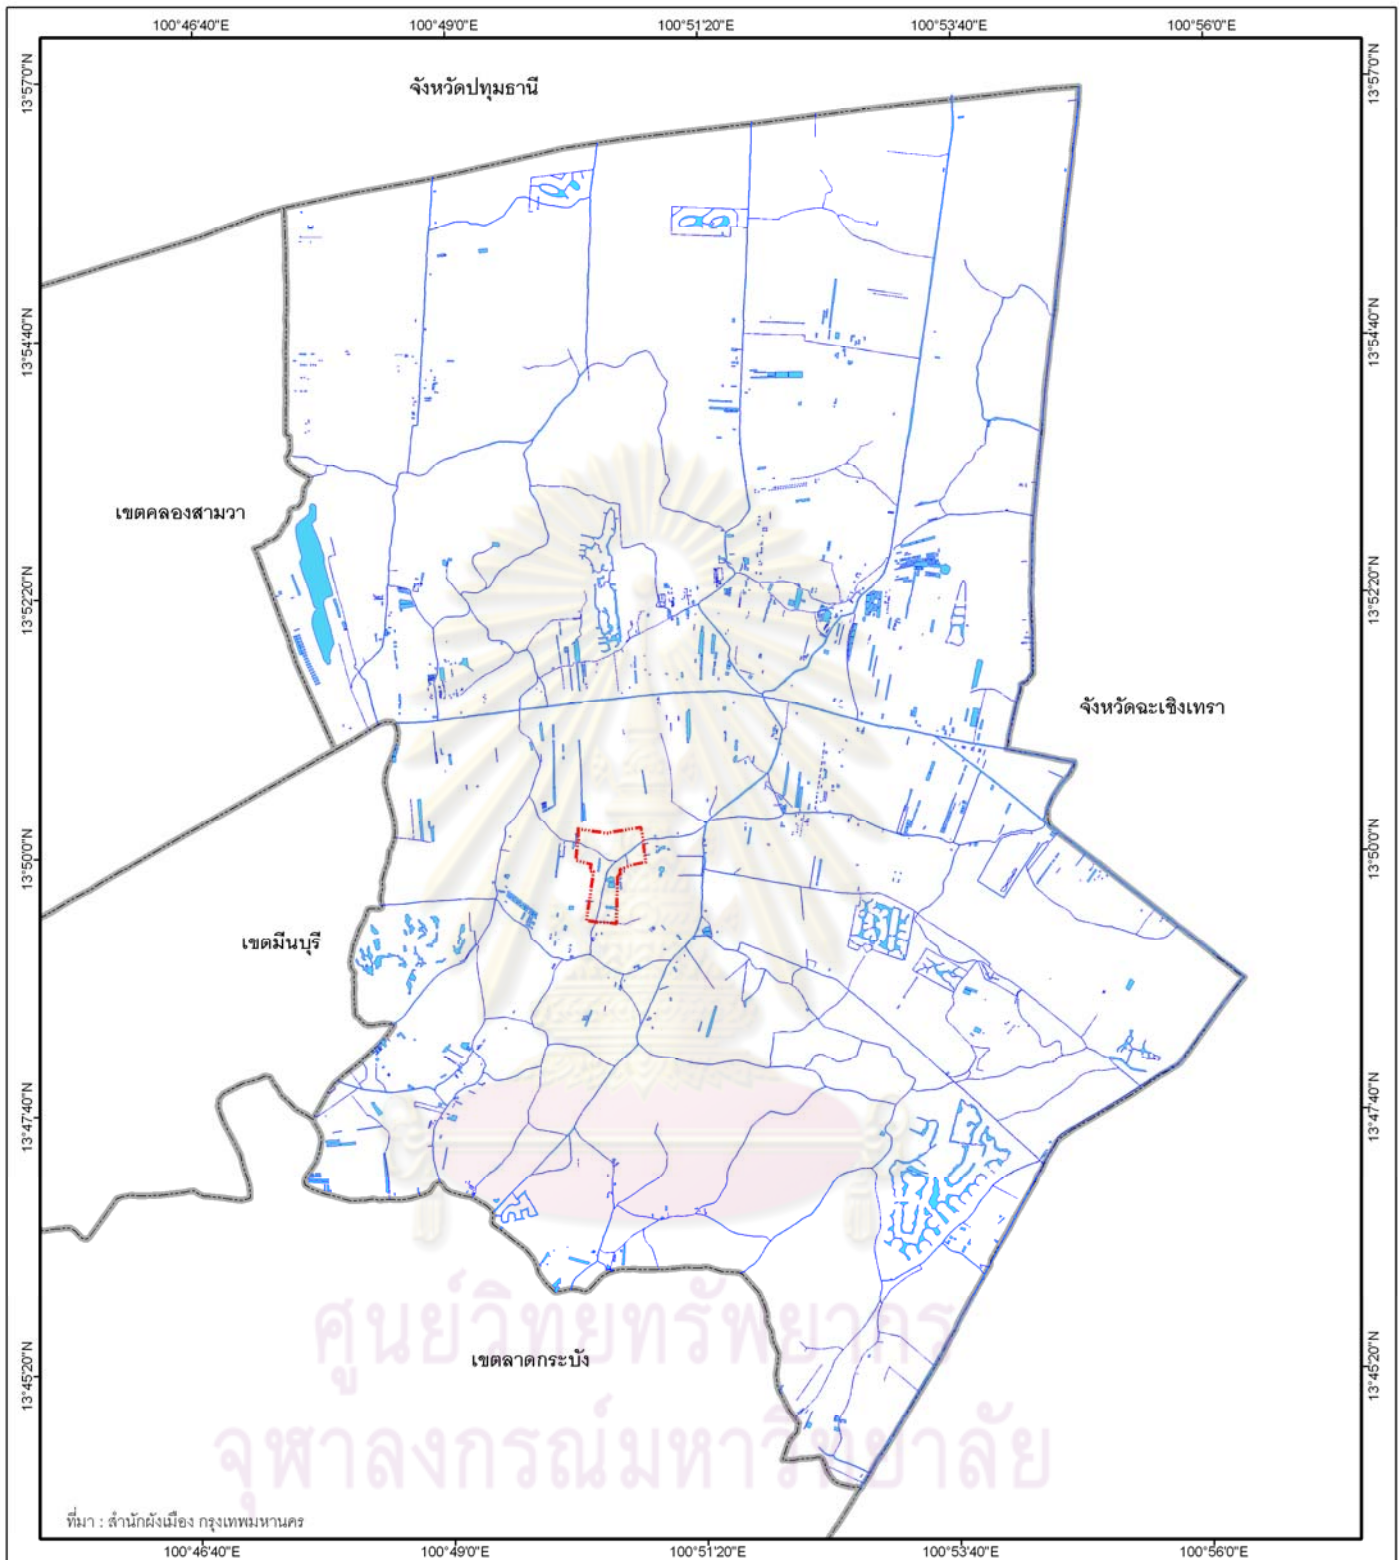 100°46'40"E 100°49'0"E 100°51'20"E 100°53'40"E 100°56'0"E
13°57'0"N
13°57'0"N
จังหวัดปทุมธานี
13°54'40"N
13°54'40"N
เขตคลองสามวา
13°52'20"N
13°52'20"N
จังหวัดฉะเชิงเทรา
13°50'0"N
13°50'0"N
เขตมีนบุรี
13°47'40"N
13°47'40"N
ศูนย์วิทยทรัพยากร
เขตลาดกระบัง
13°45'20"N
13°45'20"N
จุฬาลงกรณ์มหาวิทยาลัย
ที่มา : สำนักผังเมือง กรุงเทพมหานคร
100°46'40"E 100°49'0"E 100°51'20"E 100°53'40"E 100°56'0"E